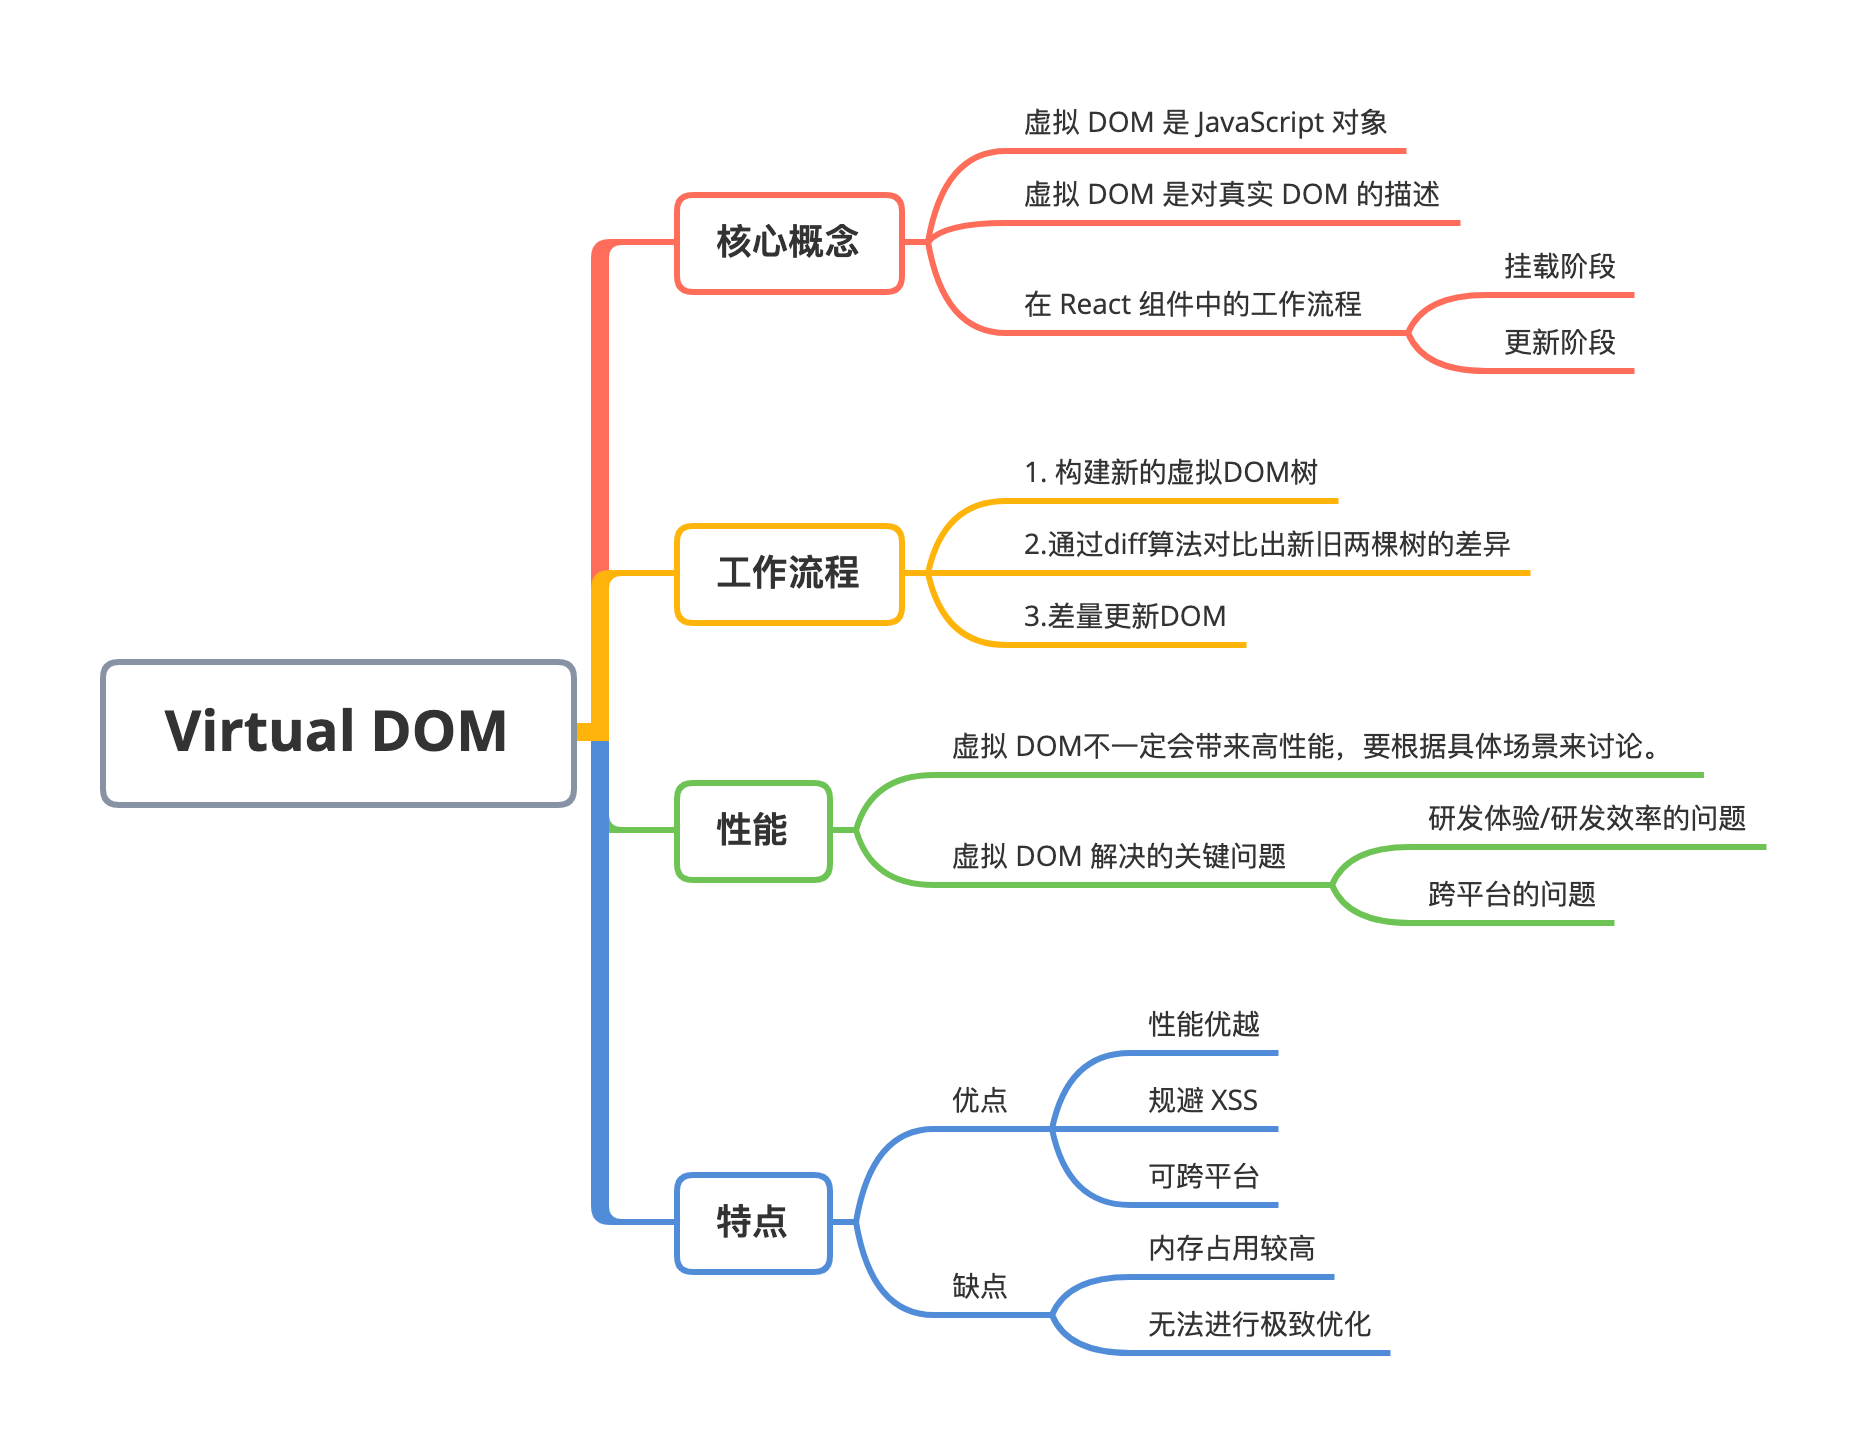 Virtual DOM
核心概念
虚拟 DOM 是 JavaScript 对象
虚拟 DOM 是对真实 DOM 的描述
在 React 组件中的工作流程
挂载阶段
更新阶段
工作流程
1. 构建新的虚拟DOM树
2.通过diff算法对比出新旧两棵树的差异
3.差量更新DOM
性能
虚拟 DOM不一定会带来高性能，要根据具体场景来讨论。
虚拟 DOM 解决的关键问题
研发体验/研发效率的问题
跨平台的问题
特点
优点
性能优越
规避 XSS
可跨平台
缺点
内存占用较高
无法进行极致优化